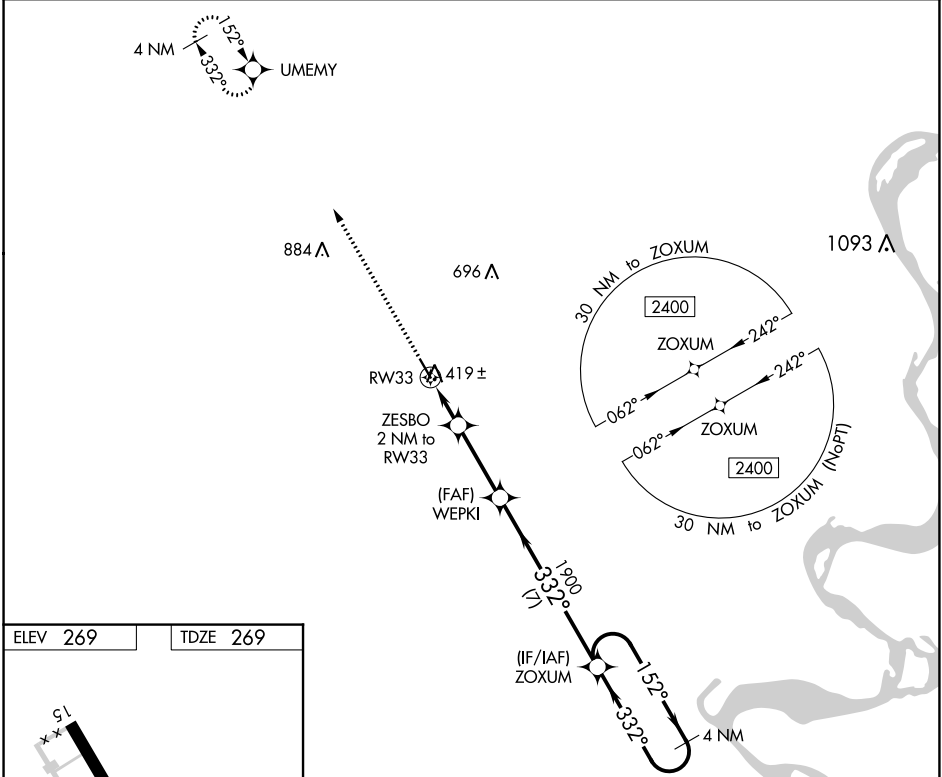 152°
4 NM
332°
UMEMY
884
696
1093
30 NM to ZOXUM
2400
ZOXUM
242°
062°
RW33
419 ±
ZESBO
2 NM to
RW33
242°
062°
ZOXUM
2400
30 NM to ZOXUM (NoPT)
(FAF)
WEPKI
1900
332°
(7)
(IF/IAF)
ZOXUM
152°
332°
4 NM
ELEV 269
TDZE 269
15